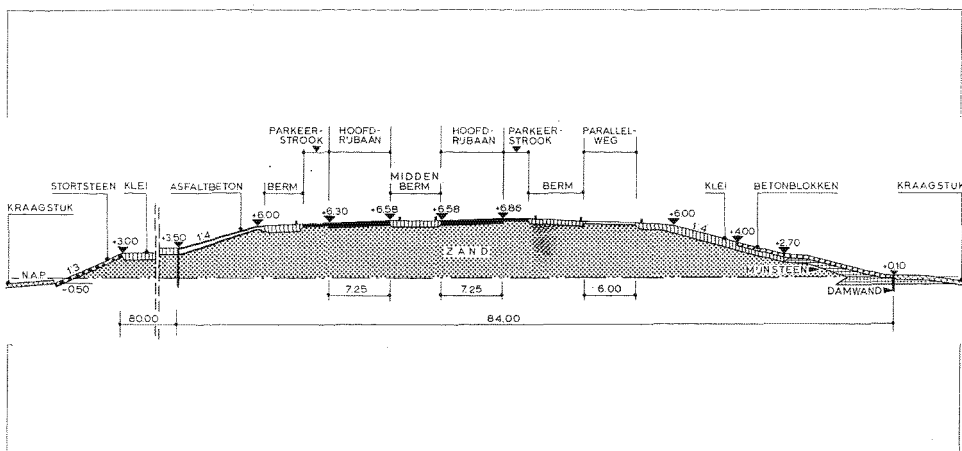 PARKEER-
STROOK
HOOFD-
RIJBAAN
HOOFD-
RIJBAAN
PARKEER-
STROOK
PARALLEL-
WEG
MIDDEN
BERM
STORTSTEEN
KLEI
ASFALTBETON
BERM
BERM
KLEI
BETONBLOKKEN
KRAAGSTUK
KRAAGSTUK
+6.00
+6.30
+6.58
+6.58
+6.86
+6.00
+3.00
+3.50
1:4
1:4
+4.00
+2.70
ZAND
N.A.P.
1:3
-0.50
MIJNSTEEN
+0.10
DAMWAND
7.25
7.25
6.00
80.00
84.00